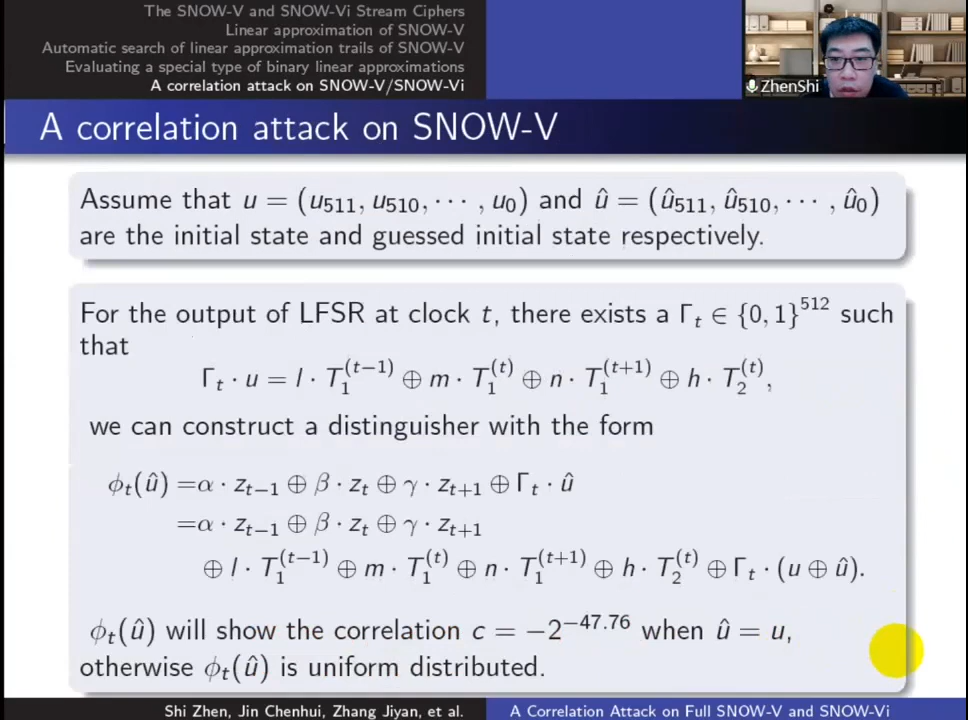 The SNOW-V and SNOW-Vi Stream Ciphers
Linear approximation of SNOW-V
Automatic search of linear approximation trails of SNOW-V
Evaluating a special type of binary linear approximations
A correlation attack on SNOW-V/SNOW-Vi
ZhenShi
A correlation attack on SNOW-V
Assume that u = (u₅₁₁, u₅₁₀, ⋯ , u₀) and û = (û₅₁₁, û₅₁₀, ⋯ , û₀)
are the initial state and guessed initial state respectively.
For the output of LFSR at clock t, there exists a Γₜ ∈ {0, 1}⁵¹² such
that
Γₜ · u = l · T₁^(t−1) ⊕ m · T₁^(t) ⊕ n · T₁^(t+1) ⊕ h · T₂^(t),
we can construct a distinguisher with the form
ϕₜ(û) =α · zₜ₋₁ ⊕ β · zₜ ⊕ γ · zₜ₊₁ ⊕ Γₜ · û
=α · zₜ₋₁ ⊕ β · zₜ ⊕ γ · zₜ₊₁
⊕ l · T₁^(t−1) ⊕ m · T₁^(t) ⊕ n · T₁^(t+1) ⊕ h · T₂^(t) ⊕ Γₜ · (u ⊕ û).
ϕₜ(û) will show the correlation c = −2^−47.76 when û = u,
otherwise ϕₜ(û) is uniform distributed.
Shi Zhen, Jin Chenhui, Zhang Jiyan, et al.
A Correlation Attack on Full SNOW-V and SNOW-Vi